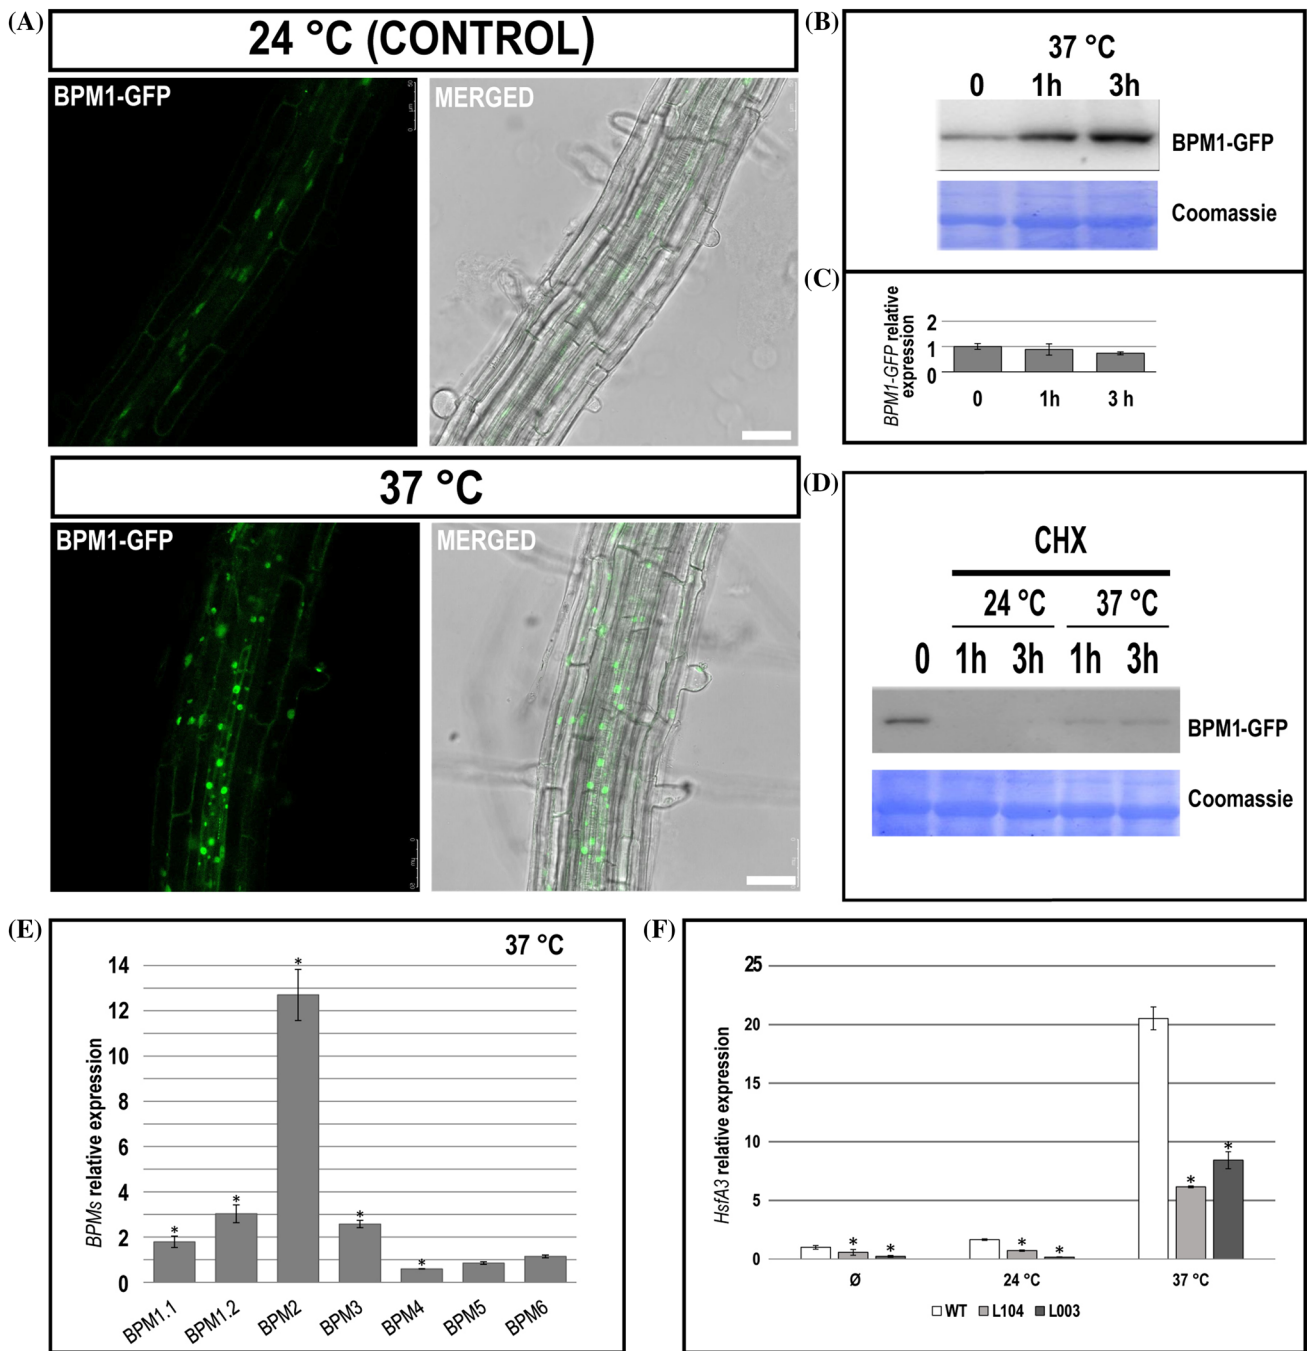 (A)
24 °C (CONTROL)
BPM1-GFP
MERGED
37 °C
BPM1-GFP
MERGED
(B)
37 °C
0 1h 3h
BPM1-GFP
Coomassie
(C)
BPM1-GFP relative
expression
2
1
0
0 1h 3 h
(D)
CHX
24 °C 37 °C
0 1h 3h 1h 3h
BPM1-GFP
Coomassie
(E)
37 °C
BPMs relative expression
14
12
10
8
6
4
2
0
* * * * *
BPM1.1 BPM1.2 BPM2 BPM3 BPM4 BPM5 BPM6
(F)
HsfA3 relative expression
25
20
15
10
5
0
* * * * * *
Ø 24 °C 37 °C
WT L104 L003